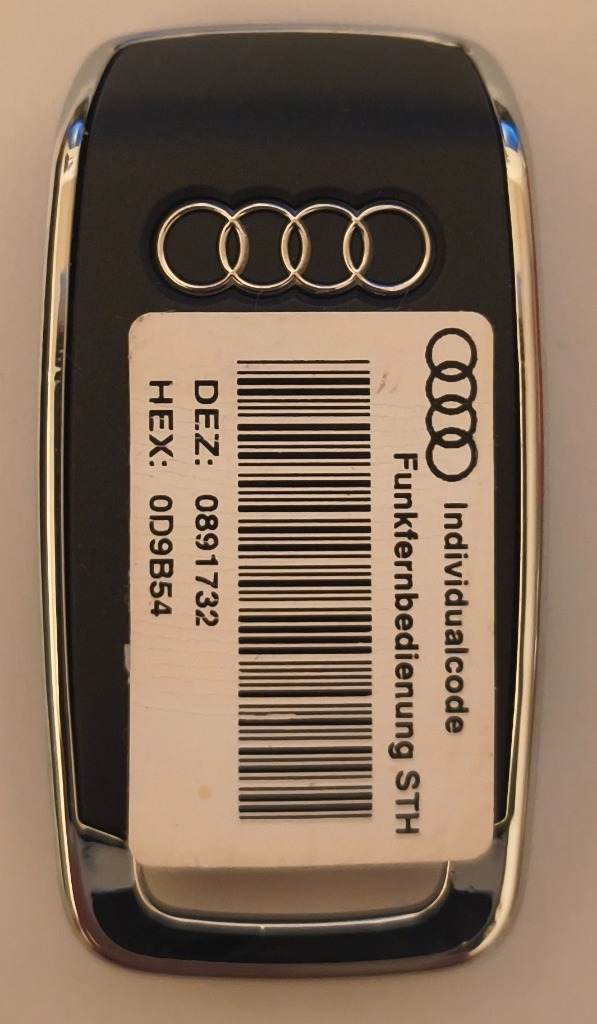 Individualcode
Funkfernbedienung STH
DEZ: 0891732
HEX: 0D9B54